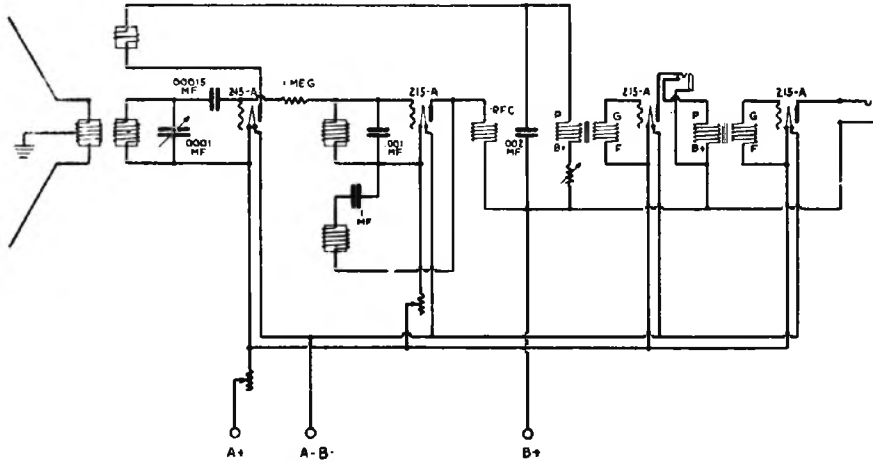 .00015
MF
215-A
1 MEG
.0001
MF
215-A
.001
MF
1
MF
RFC
.002
MF
P
B+
G
F
215-A
P
B+
G
F
215-A
A+
A-B-
B+